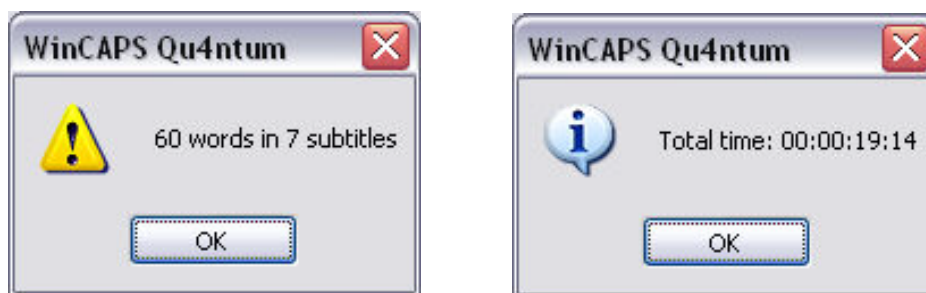 WinCAPS Qu4ntum
60 words in 7 subtitles
OK
WinCAPS Qu4ntum
Total time: 00:00:19:14
OK